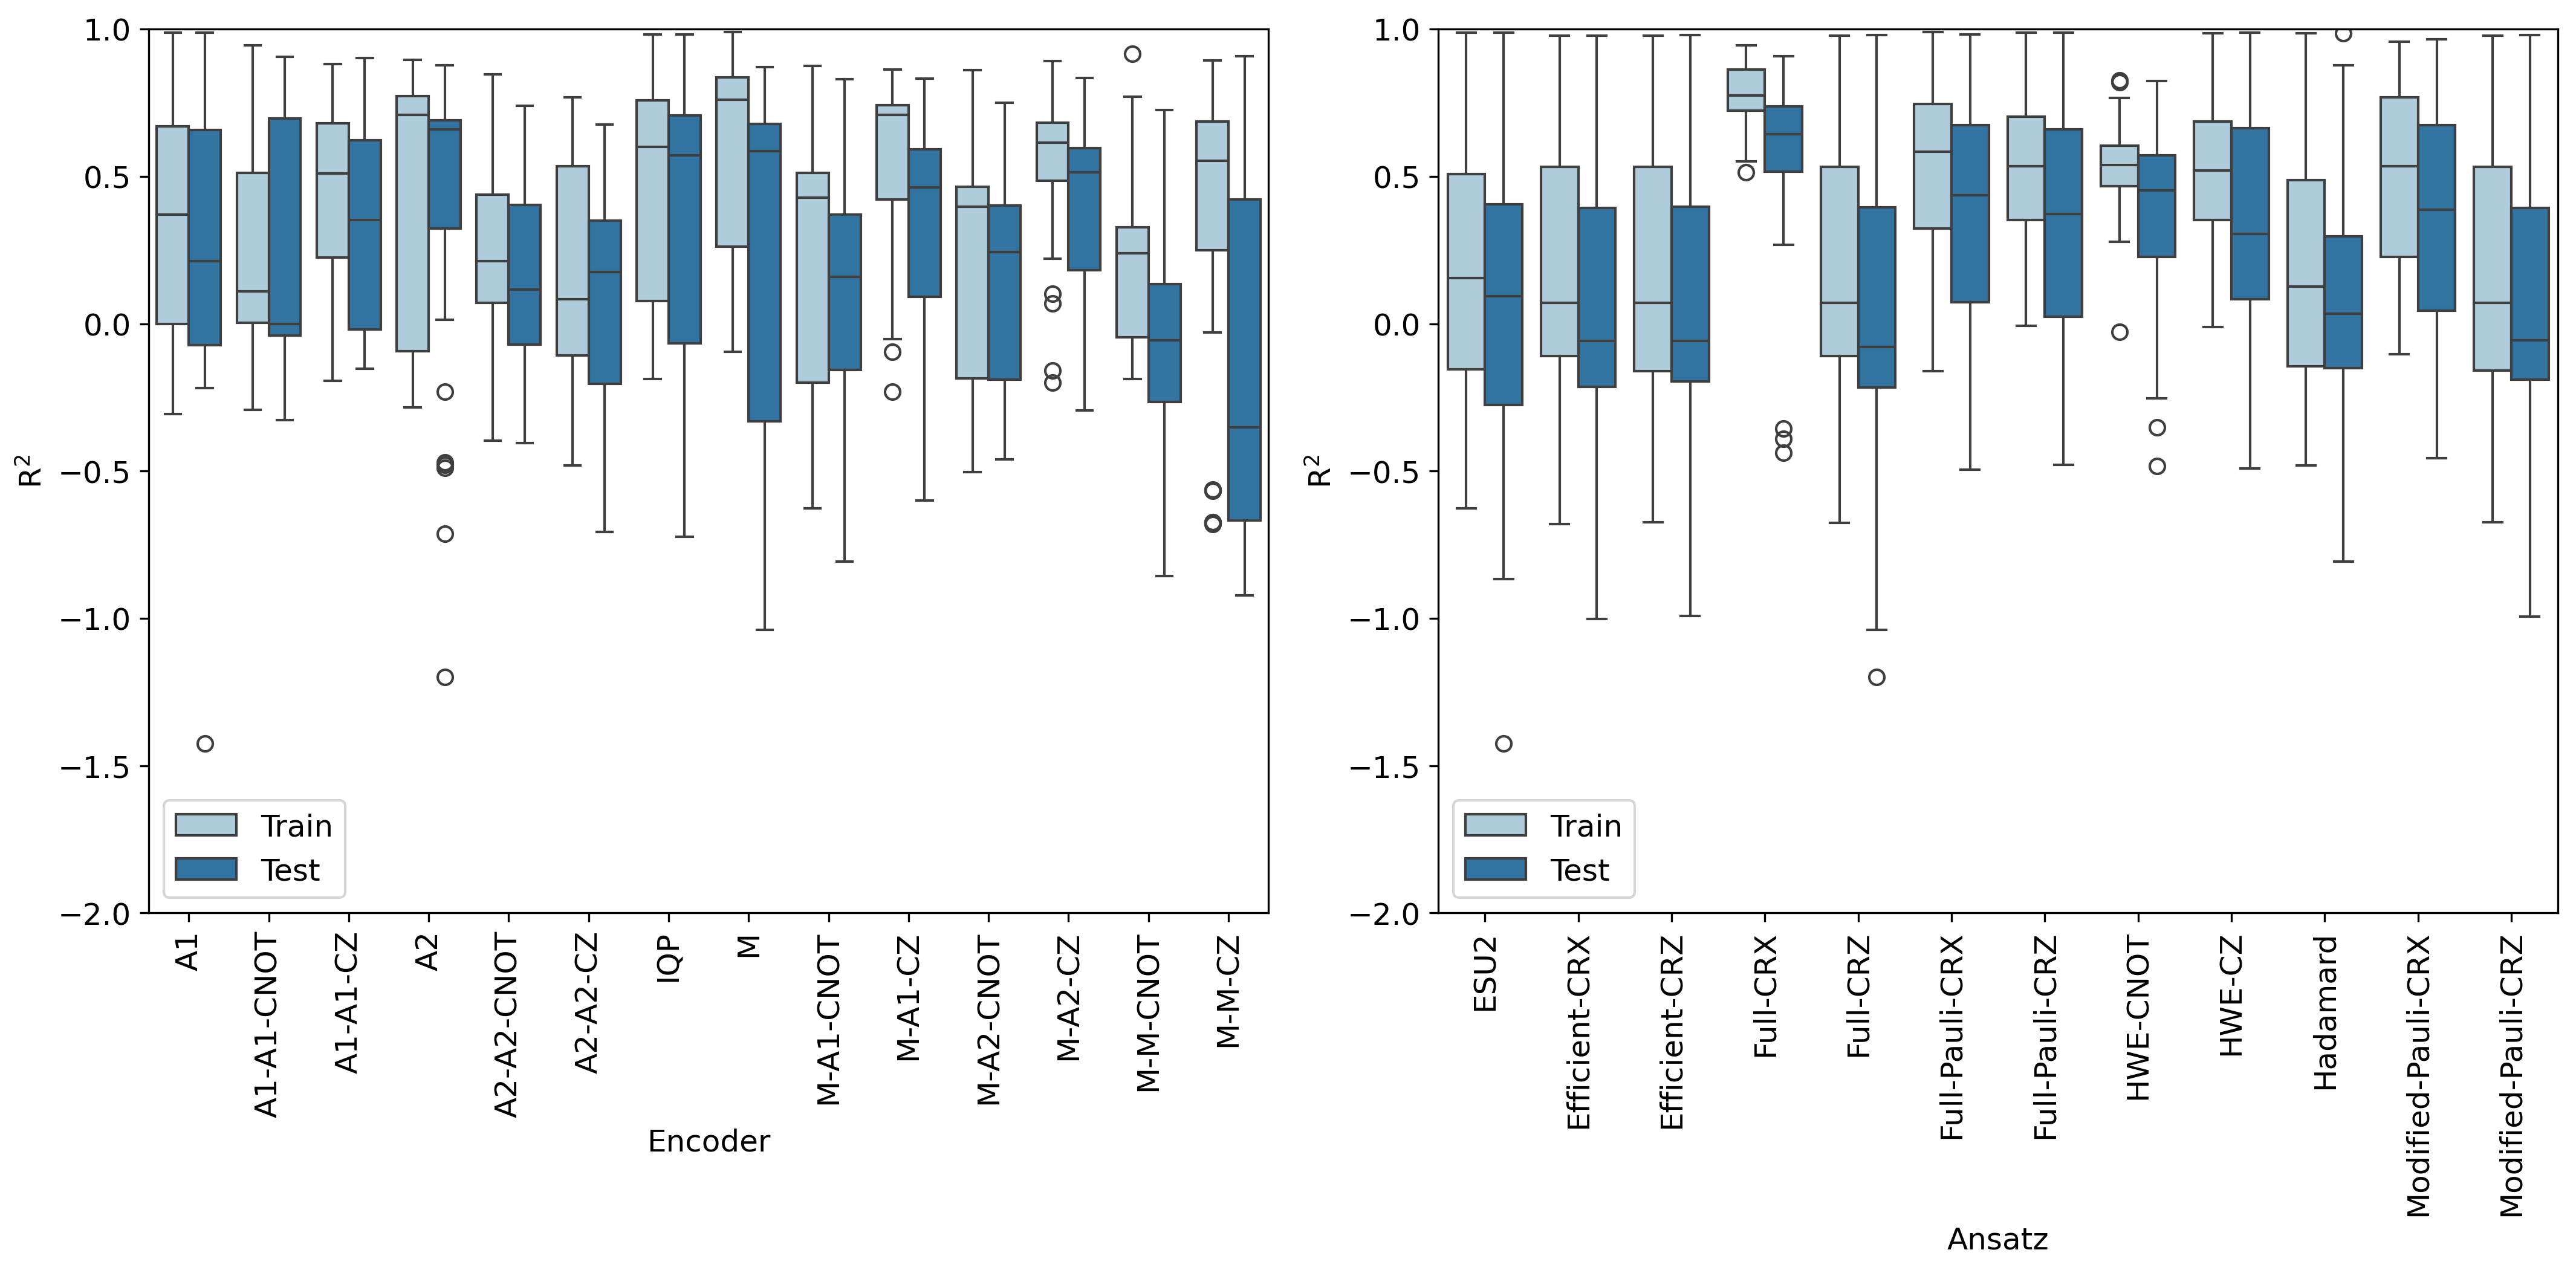 1.0
0.5
0.0
−0.5
−1.0
−1.5
−2.0
R²
Train
Test
A1
A1-A1-CNOT
A1-A1-CZ
A2
A2-A2-CNOT
A2-A2-CZ
IQP
M
M-A1-CNOT
M-A1-CZ
M-A2-CNOT
M-A2-CZ
M-M-CNOT
M-M-CZ
Encoder
1.0
0.5
0.0
−0.5
−1.0
−1.5
−2.0
R²
Train
Test
ESU2
Efficient-CRX
Efficient-CRZ
Full-CRX
Full-CRZ
Full-Pauli-CRX
Full-Pauli-CRZ
HWE-CNOT
HWE-CZ
Hadamard
Modified-Pauli-CRX
Modified-Pauli-CRZ
Ansatz